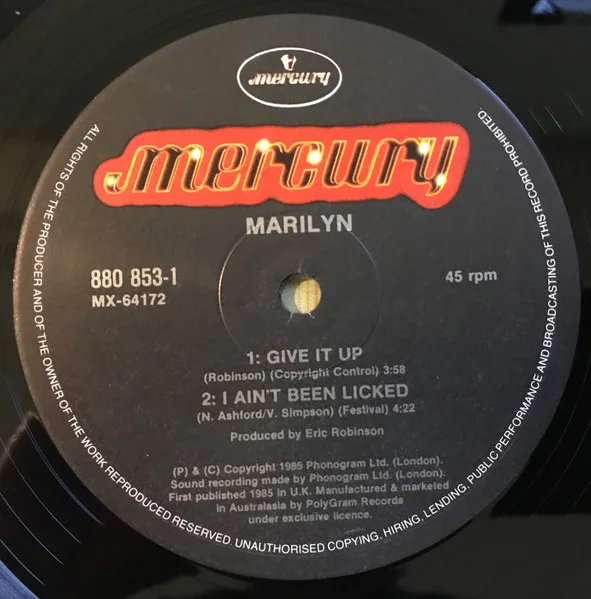 mercury
mercury
MARILYN
880 853-1
MX-64172
45 rpm
1: GIVE IT UP
(Robinson) (Copyright Control) 3:58
2: I AIN'T BEEN LICKED
(N. Ashford/V. Simpson) (Festival) 4:22
Produced by Eric Robinson
(P) & (C) Copyright 1985 Phonogram Ltd. (London).
Sound recording made by Phonogram Ltd. (London).
First published 1985 in U.K. Manufactured & marketed
in Australasia by PolyGram Records
under exclusive licence.
ALL RIGHTS OF THE PRODUCER AND OF THE OWNER OF THE WORK REPRODUCED RESERVED. UNAUTHORISED COPYING, HIRING, LENDING, PUBLIC PERFORMANCE AND BROADCASTING OF THIS RECORD PROHIBITED.